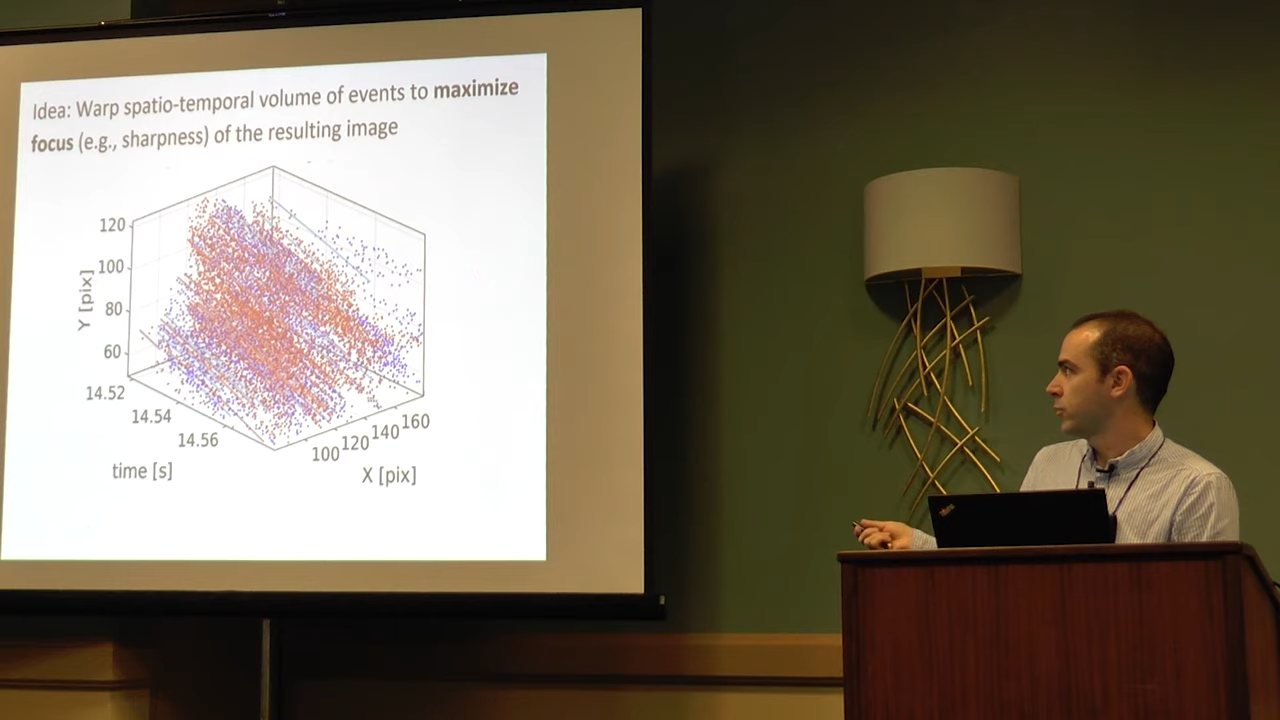 Idea: Warp spatio-temporal volume of events to maximize
focus (e.g., sharpness) of the resulting image
120
100
80
60
Y [pix]
14.52
14.54
14.56
time [s]
100
120
140
160
X [pix]